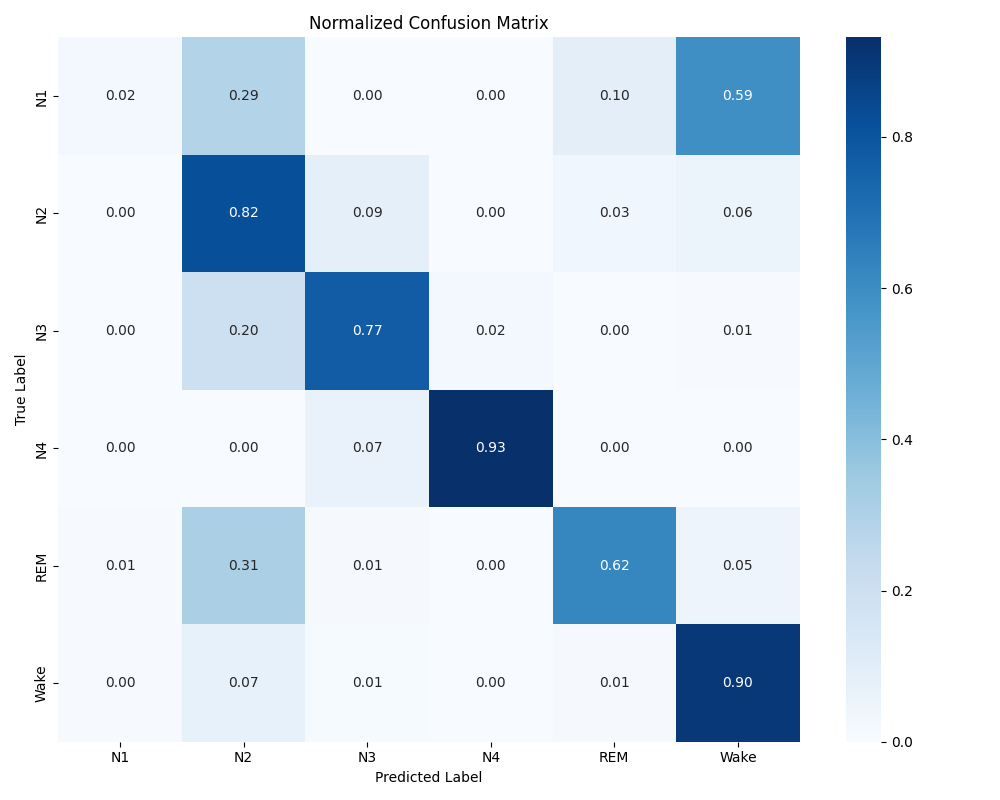 Normalized Confusion Matrix
N1 0.02 0.29 0.00 0.00 0.10 0.59
N2 0.00 0.82 0.09 0.00 0.03 0.06
N3 0.00 0.20 0.77 0.02 0.00 0.01
N4 0.00 0.00 0.07 0.93 0.00 0.00
REM 0.01 0.31 0.01 0.00 0.62 0.05
Wake 0.00 0.07 0.01 0.00 0.01 0.90
N1 N2 N3 N4 REM Wake
Predicted Label
True Label
0.8
0.6
0.4
0.2
0.0